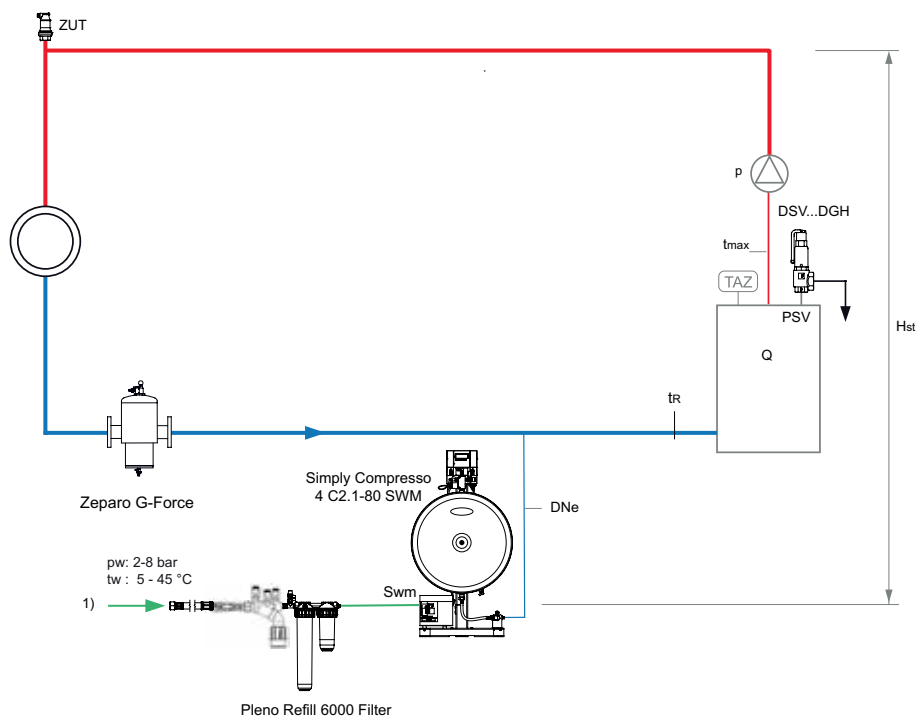 ZUT
p
DSV...DGH
tmax
TAZ
PSV
Hst
Q
tR
Simply Compresso
4 C2.1-80 SWM
Zeparo G-Force
DNe
pw: 2-8 bar
tw : 5 - 45 °C
Swm
1)
Pleno Refill 6000 Filter